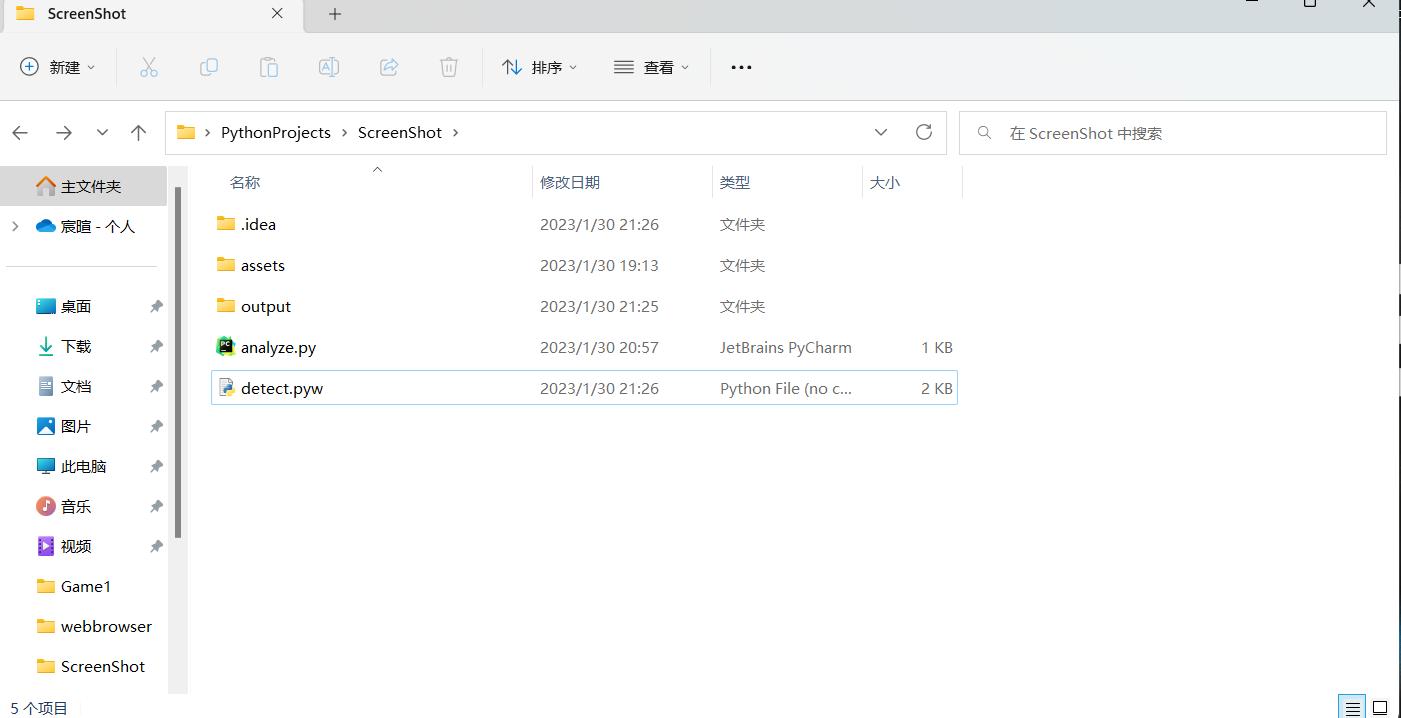 ScreenShot
新建
排序
查看
PythonProjects
ScreenShot
在 ScreenShot 中搜索
主文件夹
宸暄 - 个人
桌面
下载
文档
图片
此电脑
音乐
视频
Game1
webbrowser
ScreenShot
名称 修改日期 类型 大小
.idea 2023/1/30 21:26 文件夹
assets 2023/1/30 19:13 文件夹
output 2023/1/30 21:25 文件夹
analyze.py 2023/1/30 20:57 JetBrains PyCharm 1 KB
detect.pyw 2023/1/30 21:26 Python File (no c... 2 KB
5 个项目